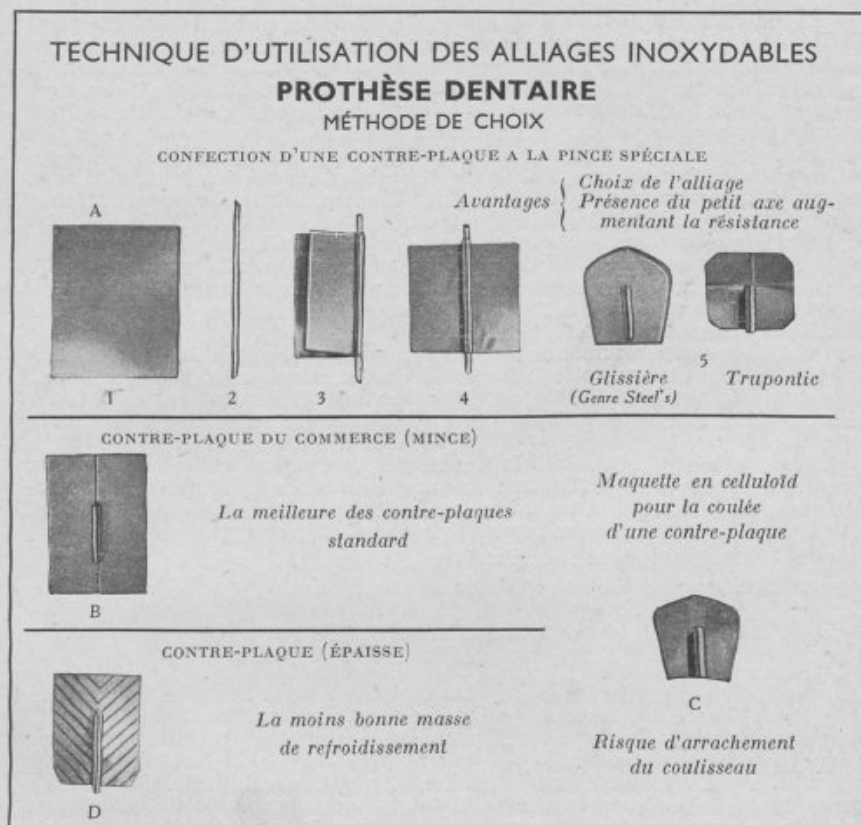 TECHNIQUE D'UTILISATION DES ALLIAGES INOXYDABLES
PROTHÈSE DENTAIRE
MÉTHODE DE CHOIX
CONFECTION D'UNE CONTRE-PLAQUE A LA PINCE SPÉCIALE
Avantages { Choix de l'alliage
Présence du petit axe aug-
mentant la résistance
A
1 2 3 4 5
Glissière
(Genre Steel's)
Trupontic
CONTRE-PLAQUE DU COMMERCE (MINCE)
La meilleure des contre-plaques
standard
B
Maquette en celluloïd
pour la coulée
d'une contre-plaque
C
Risque d'arrachement
du coulisseau
CONTRE-PLAQUE (ÉPAISSE)
La moins bonne masse
de refroidissement
D